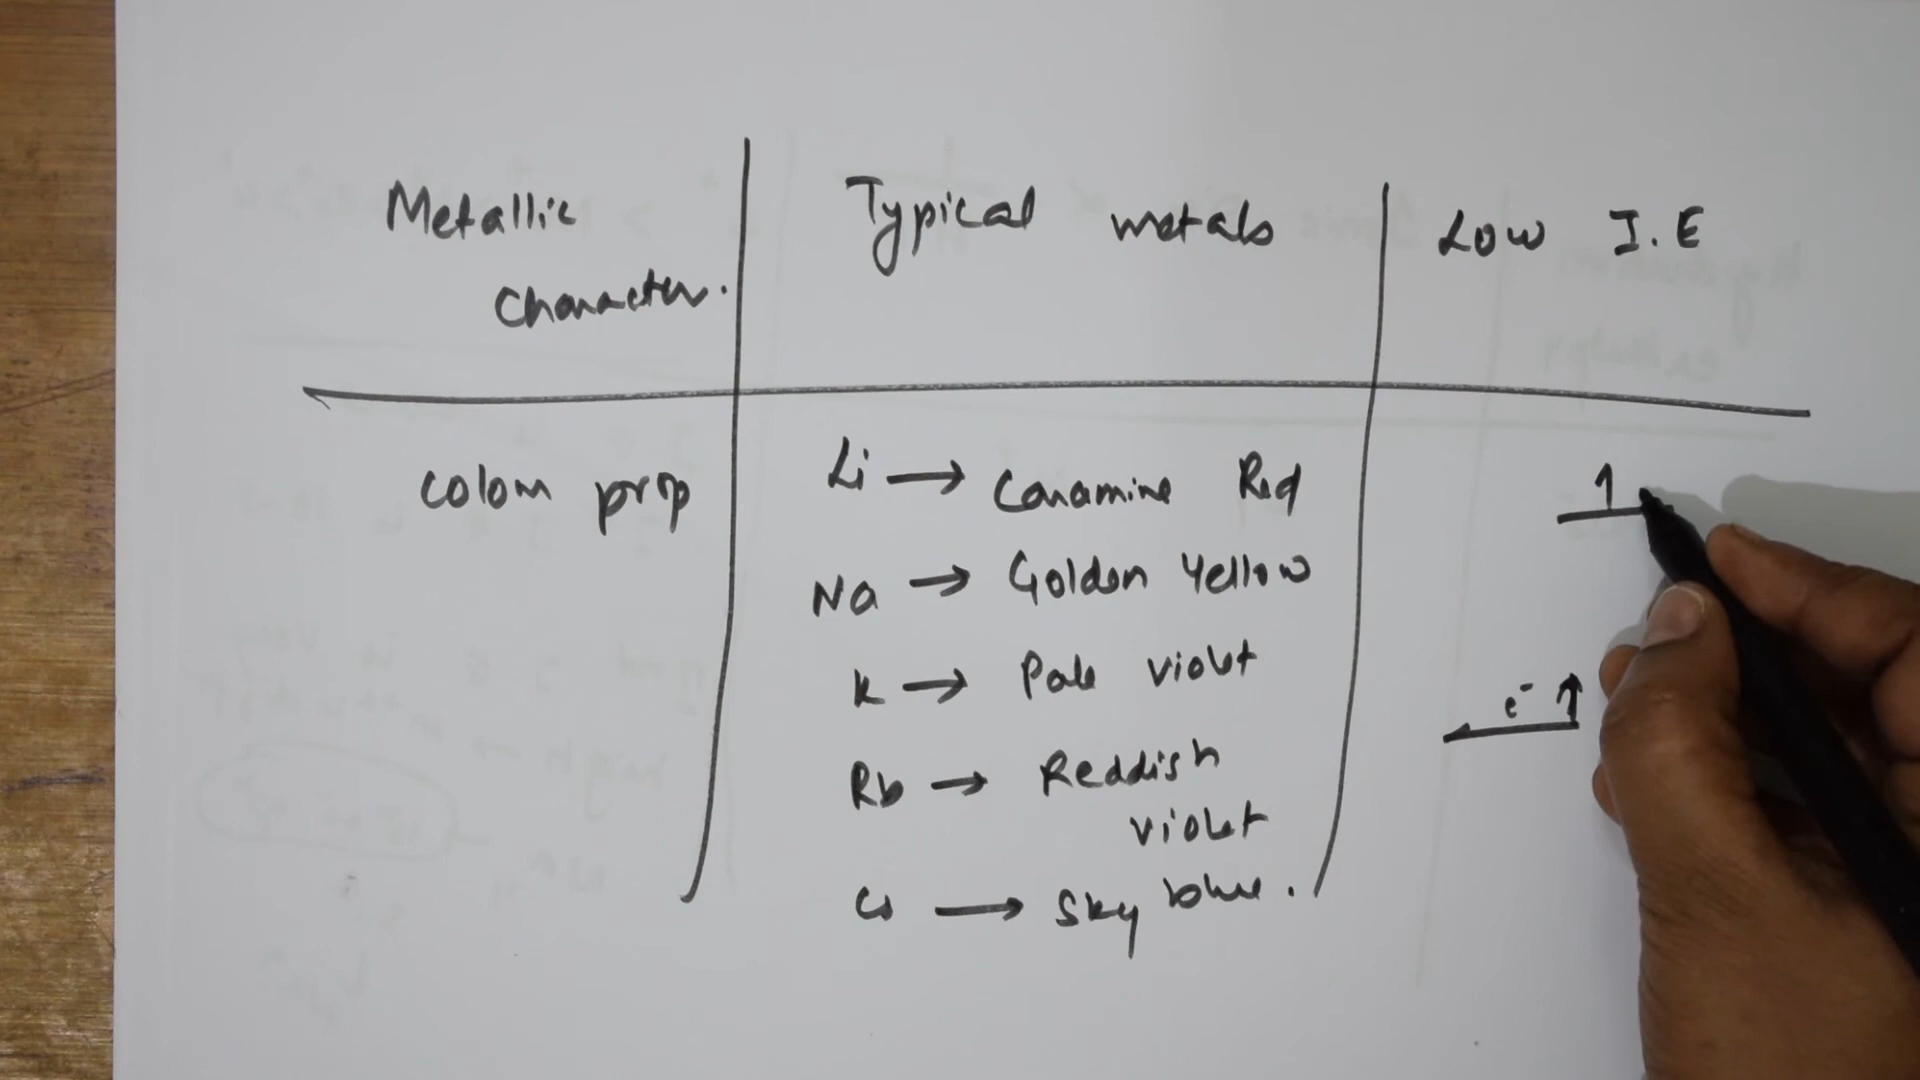 Metallic
Character.
Typical metals
Low I.E
Colour prop
Li → Caramine Red
Na → Golden Yellow
K → Pale violet
Rb → Reddish
violet
Cs → Sky blue.
1
e⁻ ↑